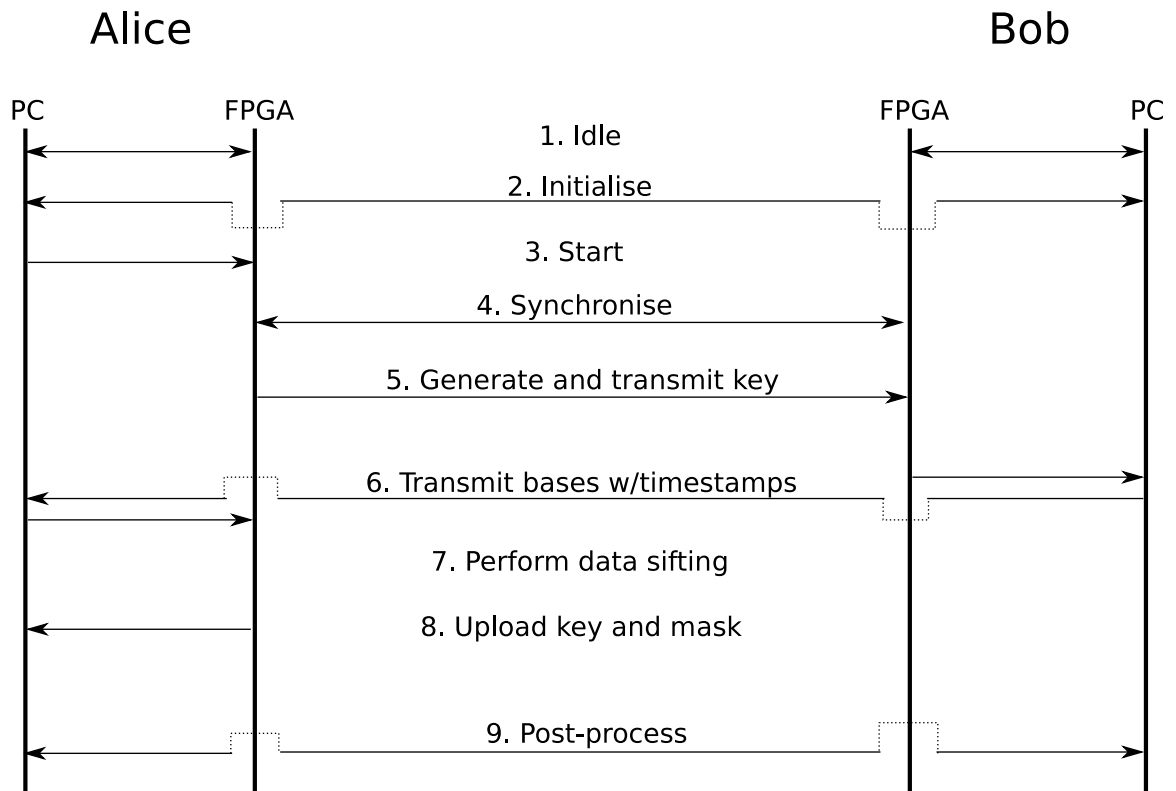 Alice
Bob
PC
FPGA
FPGA
PC
1. Idle
2. Initialise
3. Start
4. Synchronise
5. Generate and transmit key
6. Transmit bases w/timestamps
7. Perform data sifting
8. Upload key and mask
9. Post-process